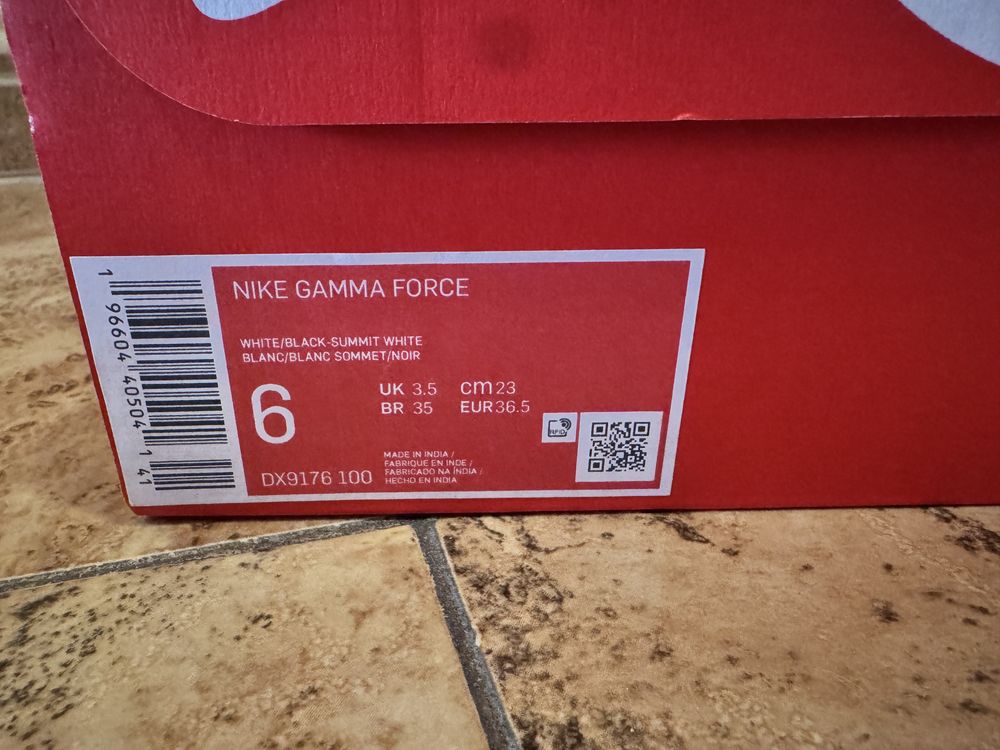 NIKE GAMMA FORCE
WHITE/BLACK-SUMMIT WHITE
BLANC/BLANC SOMMET/NOIR
6
UK 3.5 cm 23
BR 35 EUR 36.5
RFID
DX9176 100
MADE IN INDIA /
FABRIQUE EN INDE /
FABRICADO NA INDIA /
HECHO EN INDIA
1 96604 40504 1 41